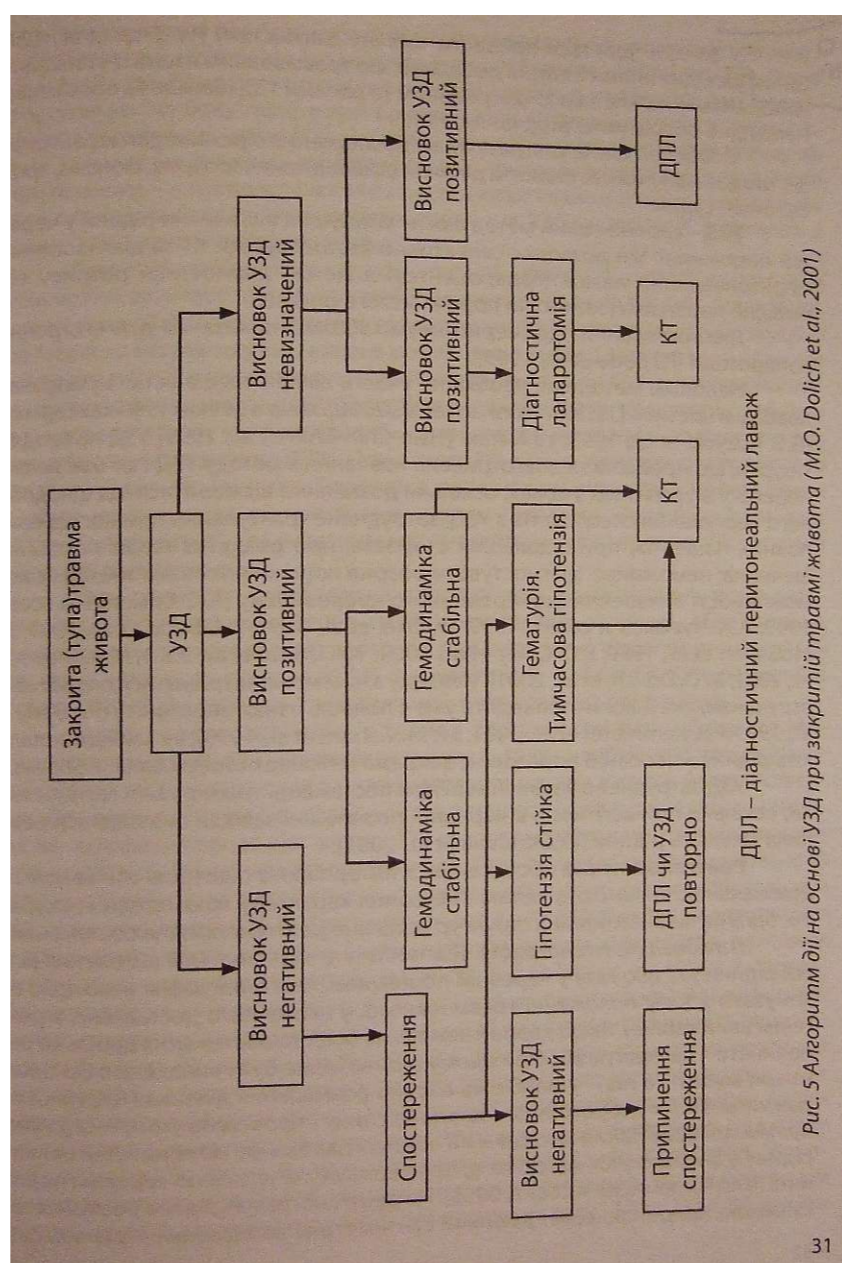 Закрита (тупа)травма
живота
УЗД
Висновок УЗД
негативний
Висновок УЗД
позитивний
Висновок УЗД
невизначений
Спостереження
Гемодинаміка
стабільна
Гемодинаміка
стабільна
Висновок УЗД
позитивний
Висновок УЗД
позитивний
Висновок УЗД
негативний
Гіпотензія стійка
Гематурія.
Тимчасова гіпотензія
Діагностична
лапаротомія
Припинення
спостереження
ДПЛ чи УЗД
повторно
КТ
КТ
ДПЛ
ДПЛ – діагностичний перитонеальний лаваж
Рис. 5 Алгоритм дії на основі УЗД при закритій травмі живота ( M.O. Dolich et al., 2001)
31